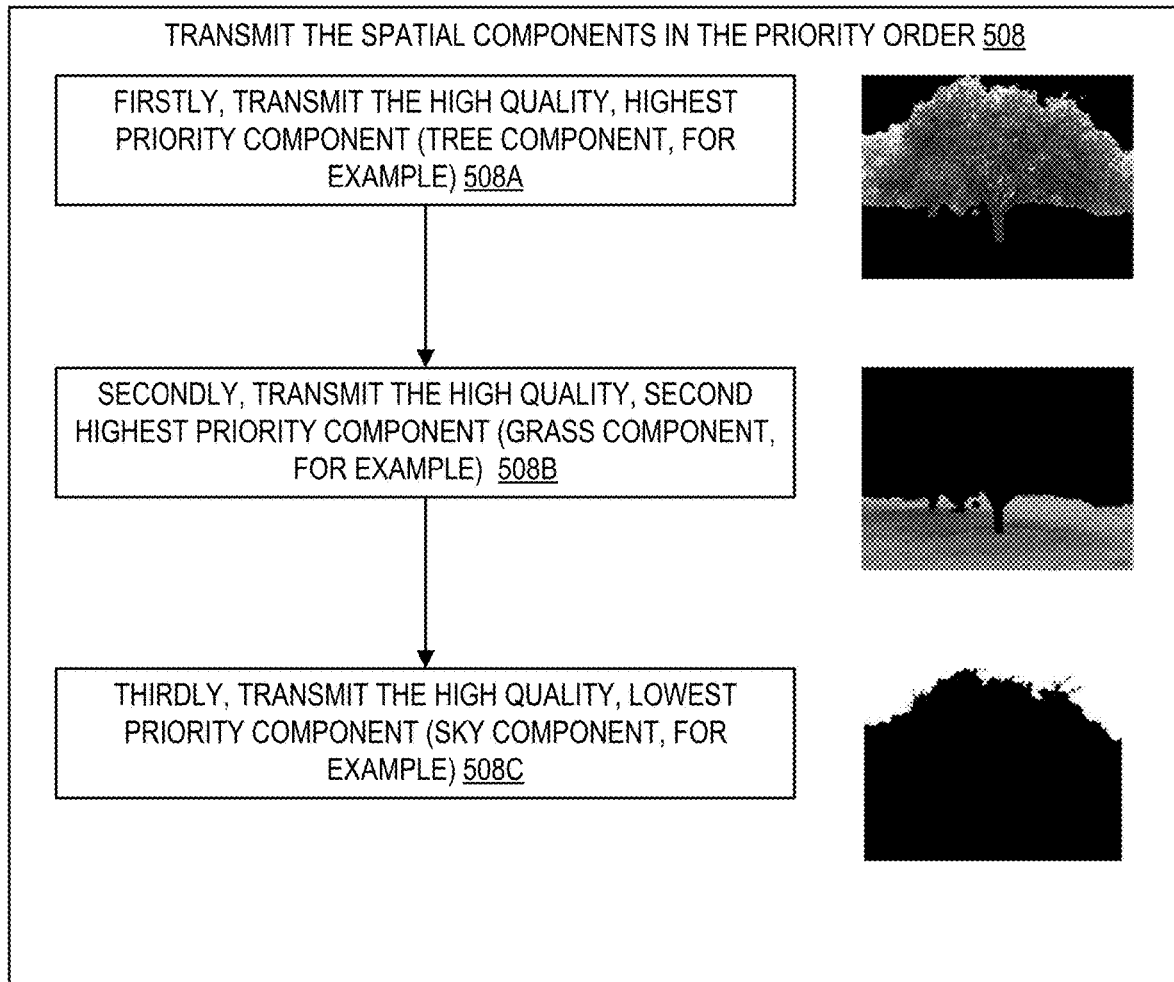 TRANSMIT THE SPATIAL COMPONENTS IN THE PRIORITY ORDER 508
FIRSTLY, TRANSMIT THE HIGH QUALITY, HIGHEST
PRIORITY COMPONENT (TREE COMPONENT, FOR
EXAMPLE) 508A
SECONDLY, TRANSMIT THE HIGH QUALITY, SECOND
HIGHEST PRIORITY COMPONENT (GRASS COMPONENT,
FOR EXAMPLE) 508B
THIRDLY, TRANSMIT THE HIGH QUALITY, LOWEST
PRIORITY COMPONENT (SKY COMPONENT, FOR
EXAMPLE) 508C